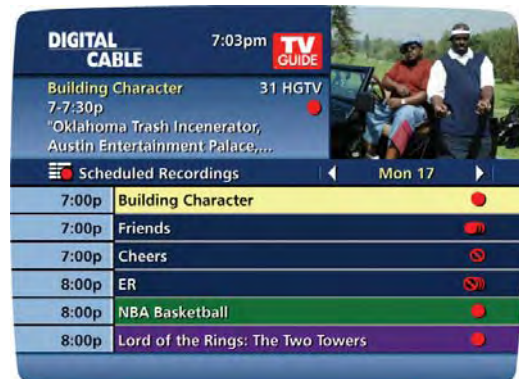 DIGITAL CABLE
7:03pm
TV GUIDE
Building Character 31 HGTV
7-7:30p
"Oklahoma Trash Incenerator,
Austin Entertainment Palace,...
Scheduled Recordings Mon 17
7:00p Building Character
7:00p Friends
7:00p Cheers
8:00p ER
8:00p NBA Basketball
8:00p Lord of the Rings: The Two Towers